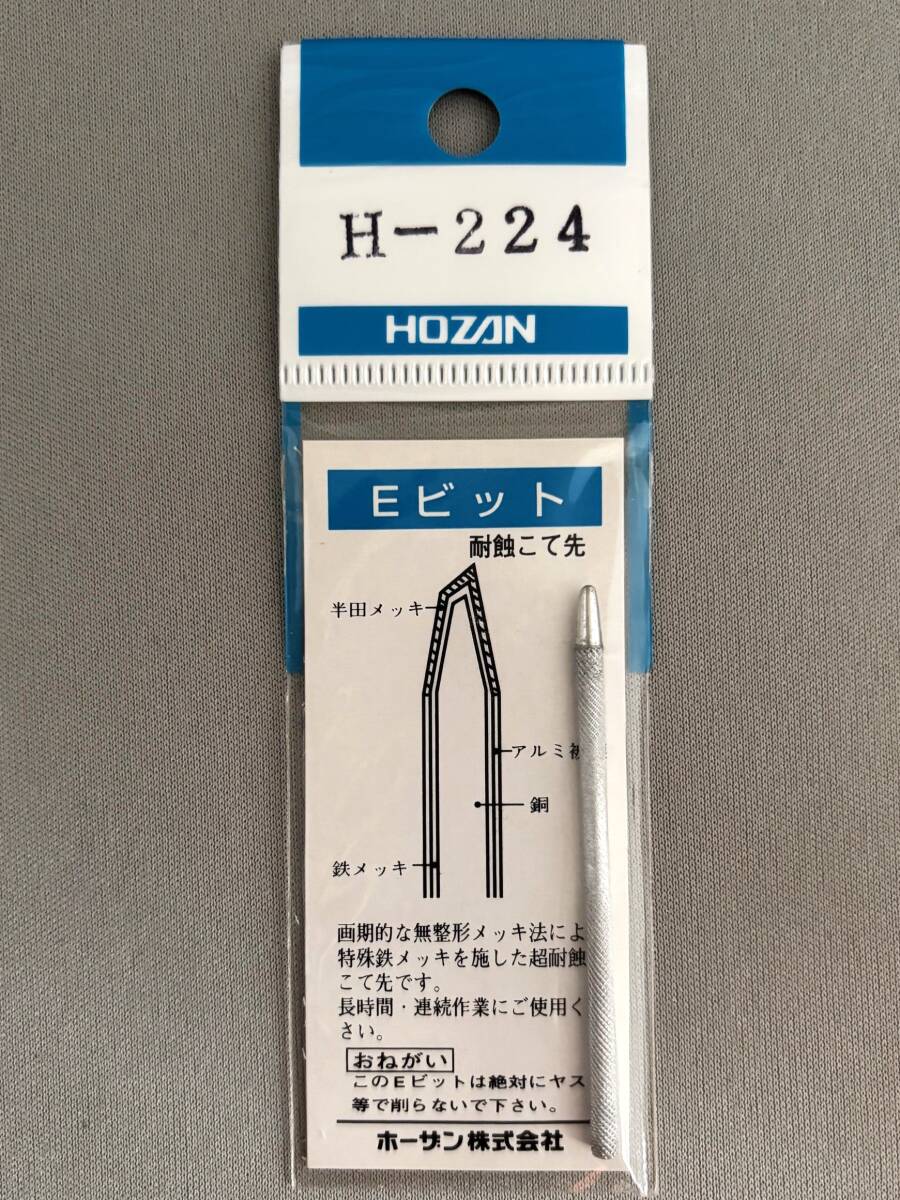 H-224
HOZAN
Eビット
耐蝕こて先
半田メッキ
アルミ
銅
鉄メッキ
画期的な無整形メッキ法によ
特殊鉄メッキを施した超耐蝕
こて先です。
長時間・連続作業にご使用く
さい。
おねがい
このEビットは絶対にヤス
等で削らないで下さい。
ホーザン株式会社